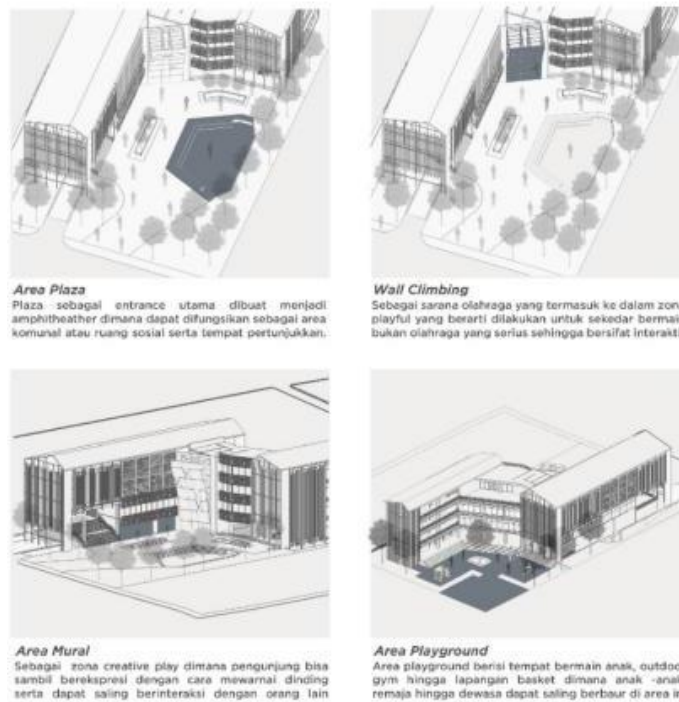 Area Plaza
Plaza sebagai entrance utama dibuat menjadi
amphitheather dimana dapat difungsikan sebagai area
komunal atau ruang sosial serta tempat pertunjukkan.
Wall Climbing
Sebagai sarana olahraga yang termasuk ke dalam zon
playful yang berarti dilakukan untuk sekedar bermain
bukan olahraga yang serius sehingga bersifat interakti
Area Mural
Sebagai zona creative play dimana pengunjung bisa
sambil berekspresi dengan cara mewarnai dinding
serta dapat saling berinteraksi dengan orang lain
Area Playground
Area playground berisi tempat bermain anak, outdoo
gym hingga lapangan basket dimana anak -anak
remaja hingga dewasa dapat saling berbaur di area in